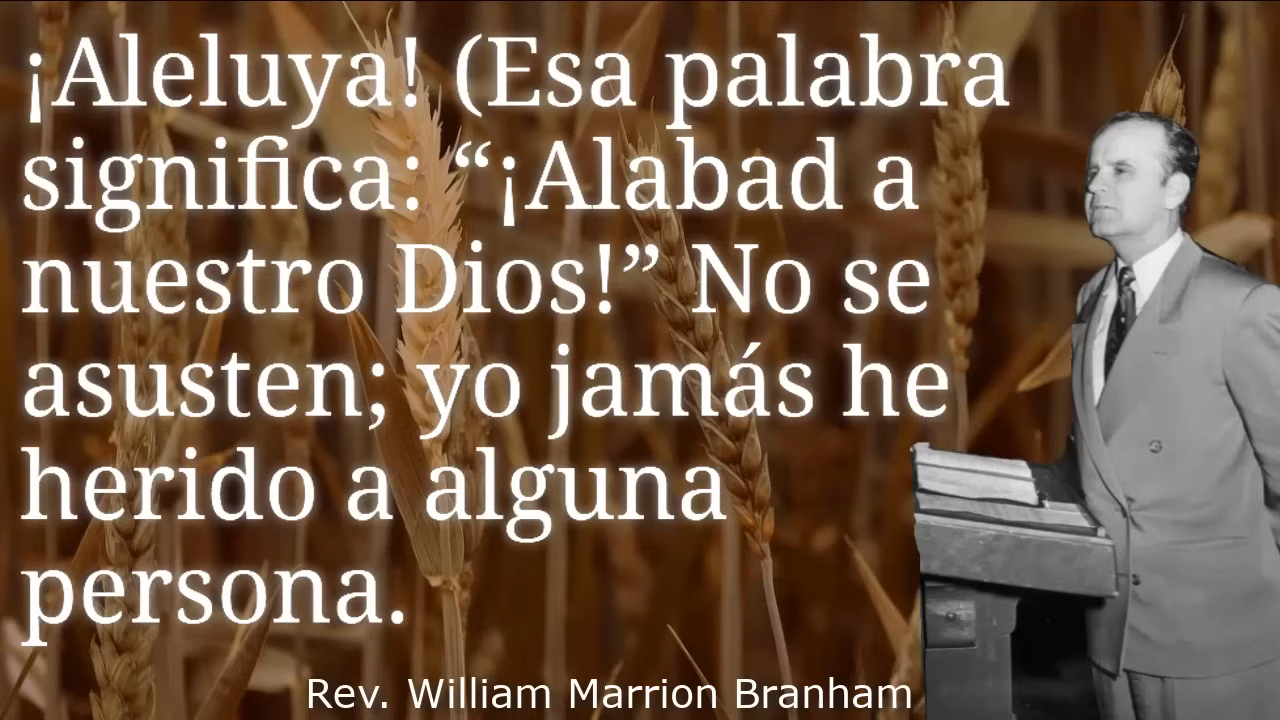 ¡Aleluya! (Esa palabra
significa: “¡Alabad a
nuestro Dios!” No se
asusten; yo jamás he
herido a alguna
persona.
Rev. William Marrion Branham